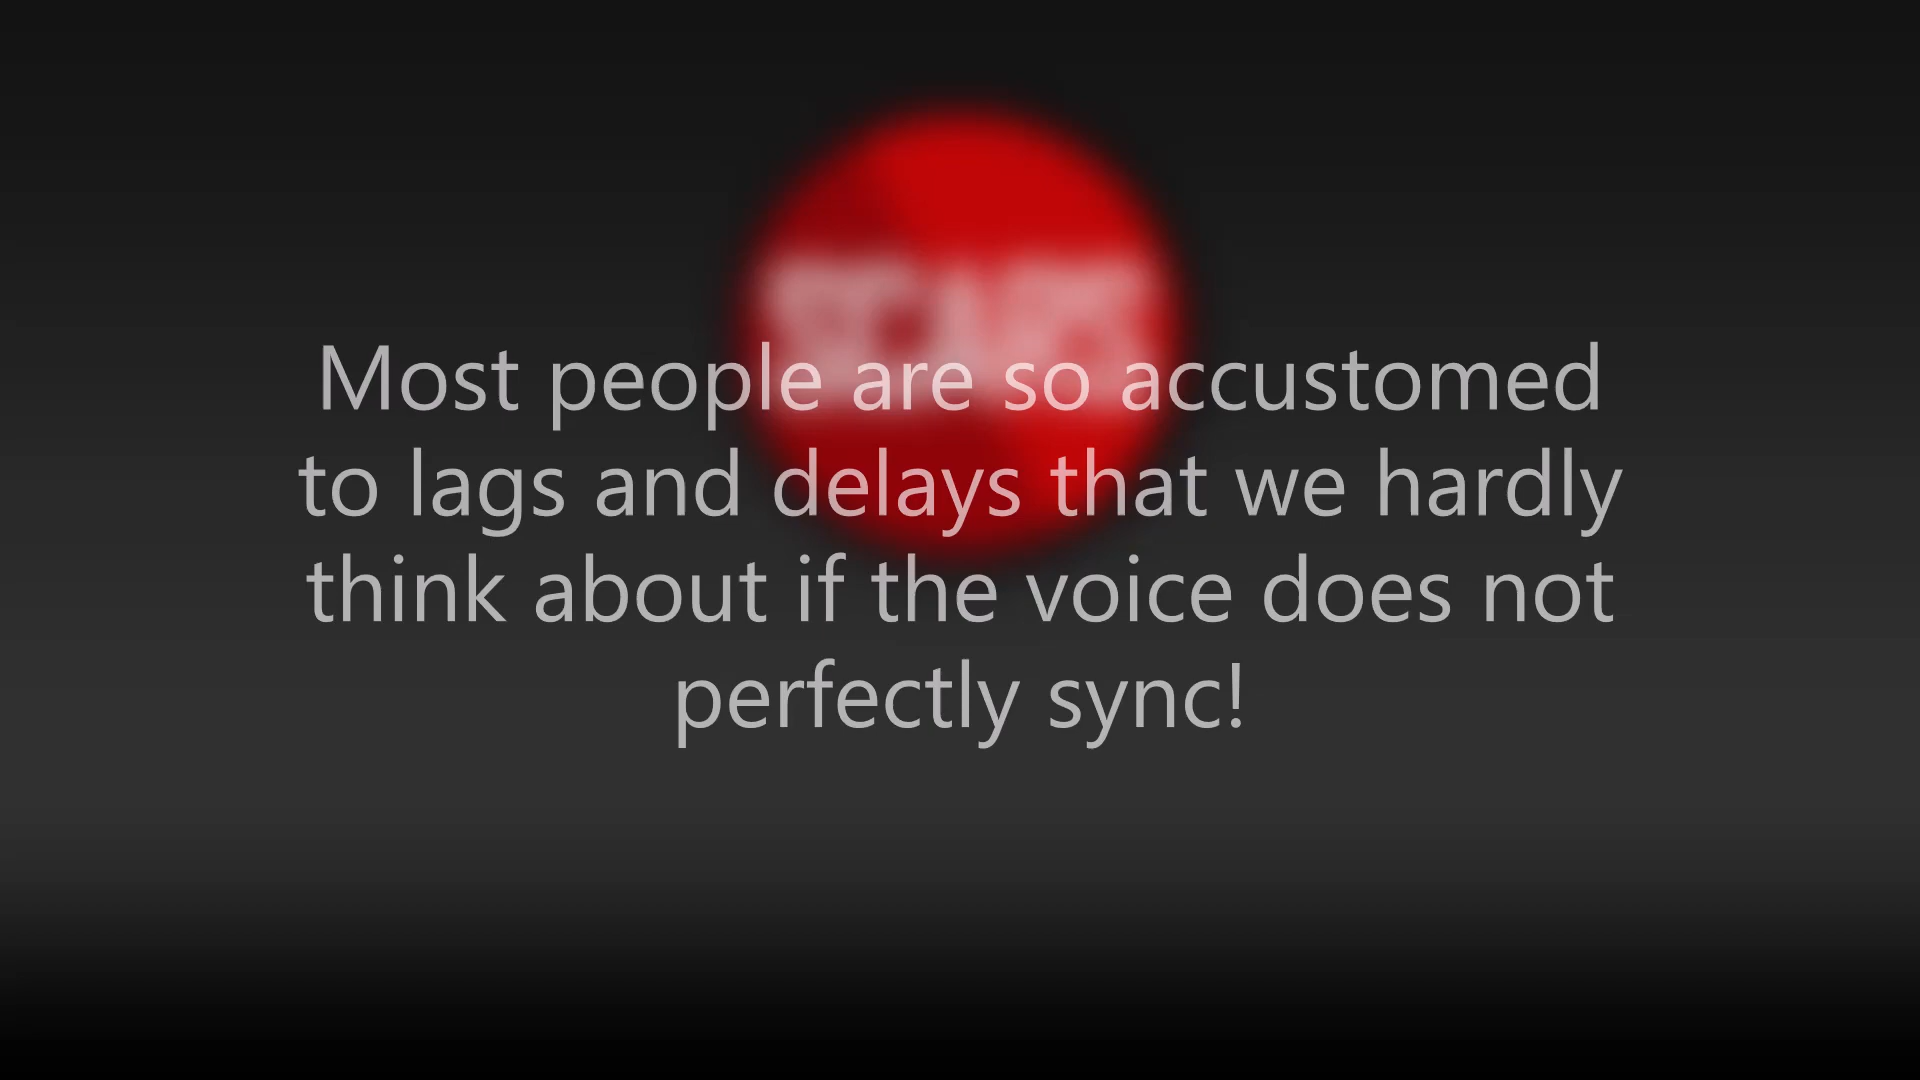 Most people are so accustomed
to lags and delays that we hardly
think about if the voice does not
perfectly sync!